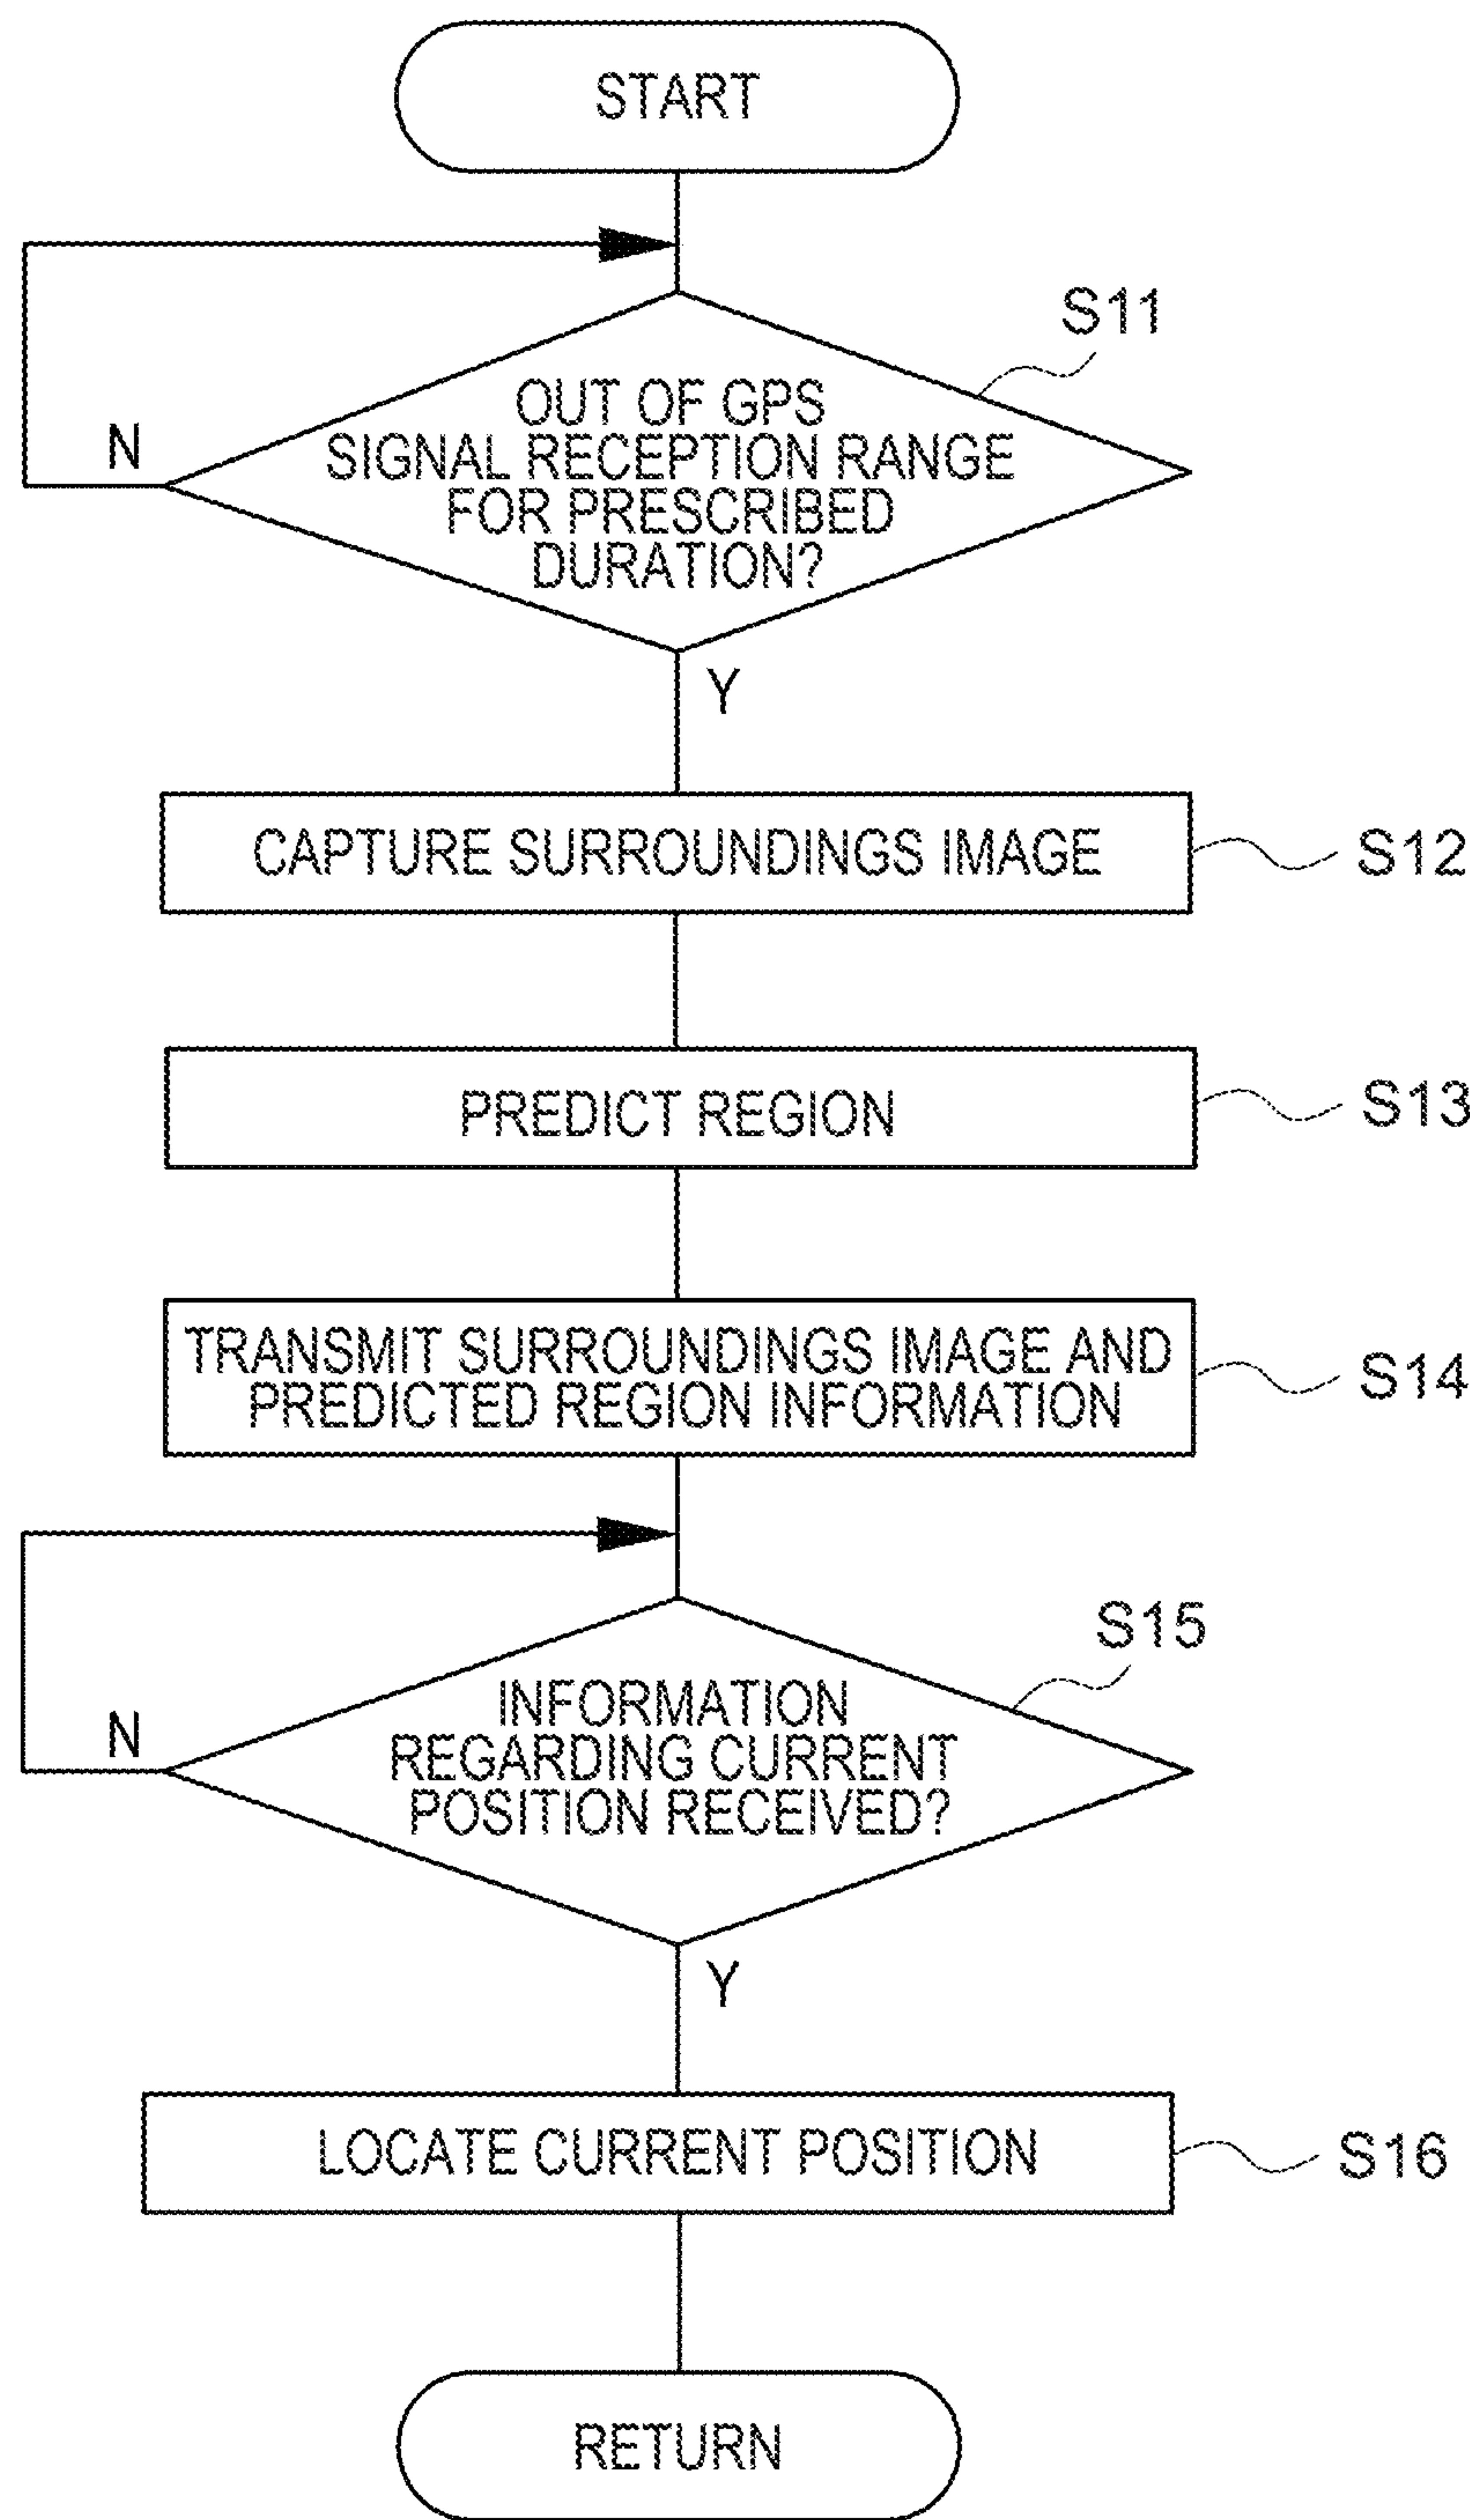 START
S11
OUT OF GPS
SIGNAL RECEPTION RANGE
FOR PRESCRIBED
DURATION?
N
Y
CAPTURE SURROUNDINGS IMAGE
S12
PREDICT REGION
S13
TRANSMIT SURROUNDINGS IMAGE AND
PREDICTED REGION INFORMATION
S14
S15
INFORMATION
REGARDING CURRENT
POSITION RECEIVED?
N
Y
LOCATE CURRENT POSITION
S16
RETURN